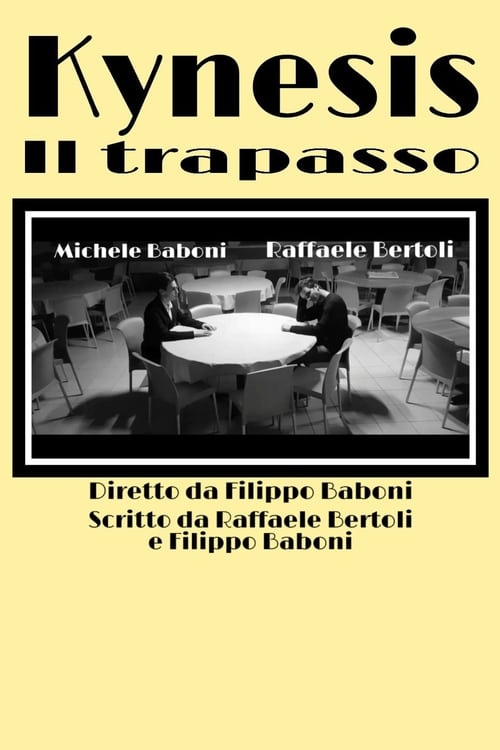 Kynesis
Il trapasso
Michele Baboni Raffaele Bertoli
Diretto da Filippo Baboni
Scritto da Raffaele Bertoli
e Filippo Baboni